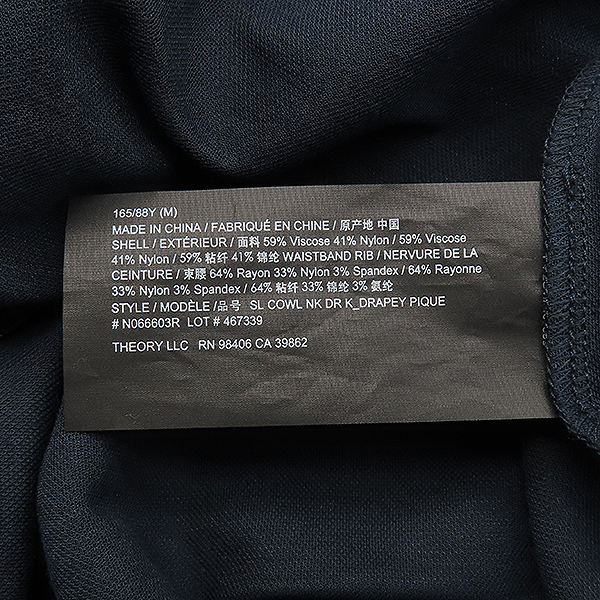 165/88Y (M)
MADE IN CHINA / FABRIQUÉ EN CHINE / 原产地 中国
SHELL / EXTÉRIEUR / 面料 59% Viscose 41% Nylon / 59% Viscose
41% Nylon / 59% 粘纤 41% 锦纶 WAISTBAND RIB / NERVURE DE LA
CEINTURE / 束腰 64% Rayon 33% Nylon 3% Spandex / 64% Rayonne
33% Nylon 3% Spandex / 64% 粘纤 33% 锦纶 3% 氨纶
STYLE / MODÈLE / 品号 SL COWL NK DR K_DRAPEY PIQUE
# N066603R LOT # 467339
THEORY LLC RN 98406 CA 39862